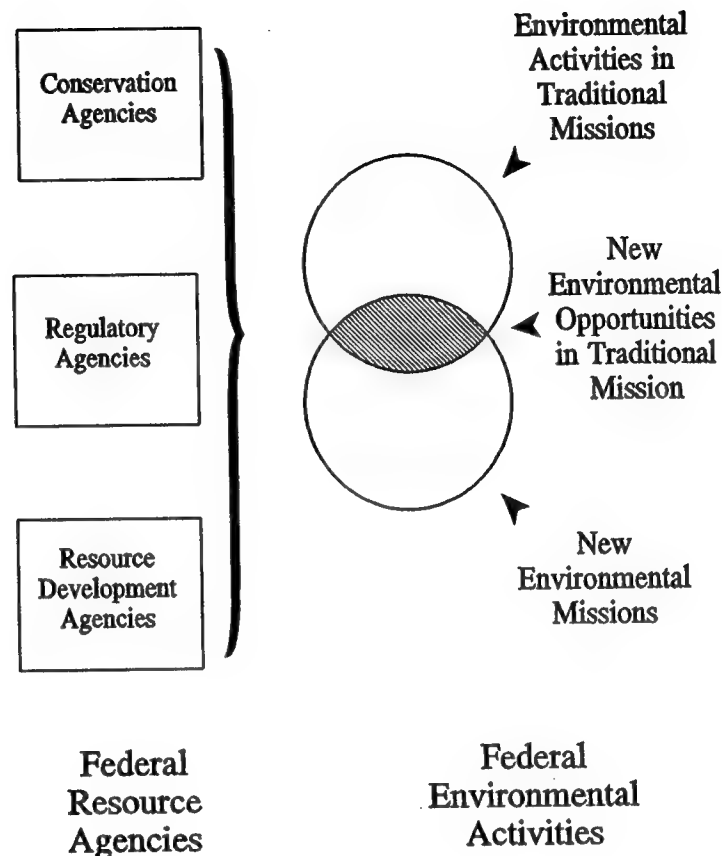 Conservation
Agencies
Regulatory
Agencies
Resource
Development
Agencies
Environmental
Activities in
Traditional
Missions
New
Environmental
Opportunities
in Traditional
Mission
New
Environmental
Missions
Federal
Resource
Agencies
Federal
Environmental
Activities